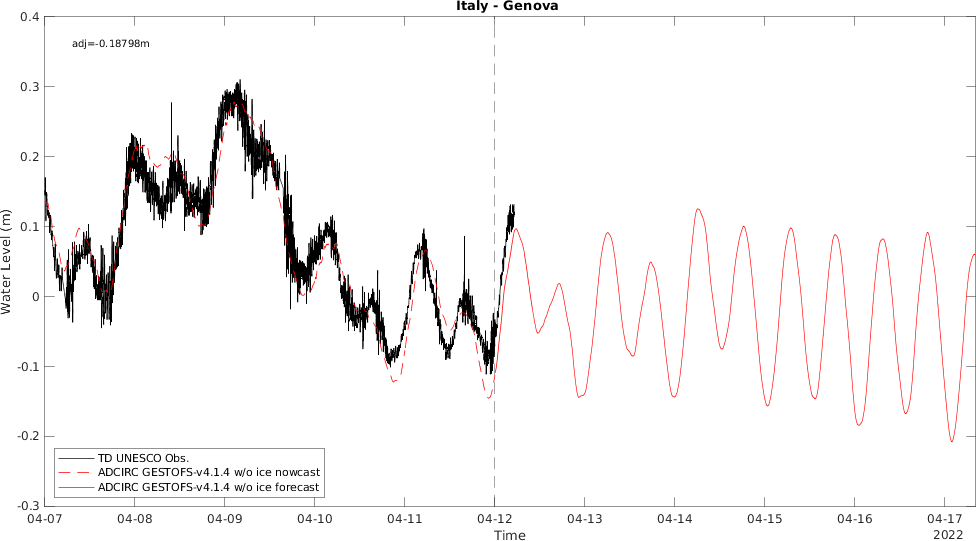 Italy - Genova
adj=-0.18798m
0.4
0.3
0.2
0.1
0
-0.1
-0.2
-0.3
Water Level (m)
TD UNESCO Obs.
ADCIRC GESTOFS-v4.1.4 w/o ice nowcast
ADCIRC GESTOFS-v4.1.4 w/o ice forecast
04-07 04-08 04-09 04-10 04-11 04-12 04-13 04-14 04-15 04-16 04-17
Time
2022